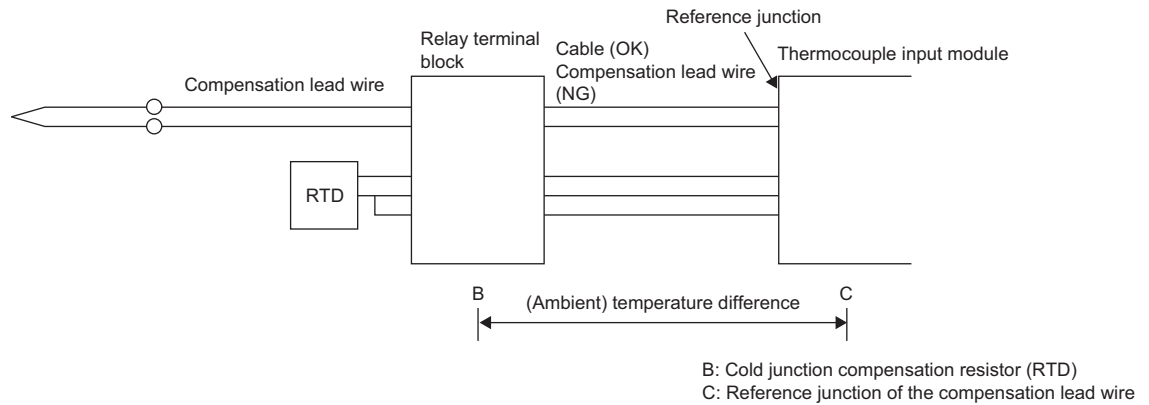 Reference junction
Relay terminal
block
Cable (OK)
Compensation lead wire
(NG)
Thermocouple input module
Compensation lead wire
RTD
B
(Ambient) temperature difference
C
B: Cold junction compensation resistor (RTD)
C: Reference junction of the compensation lead wire